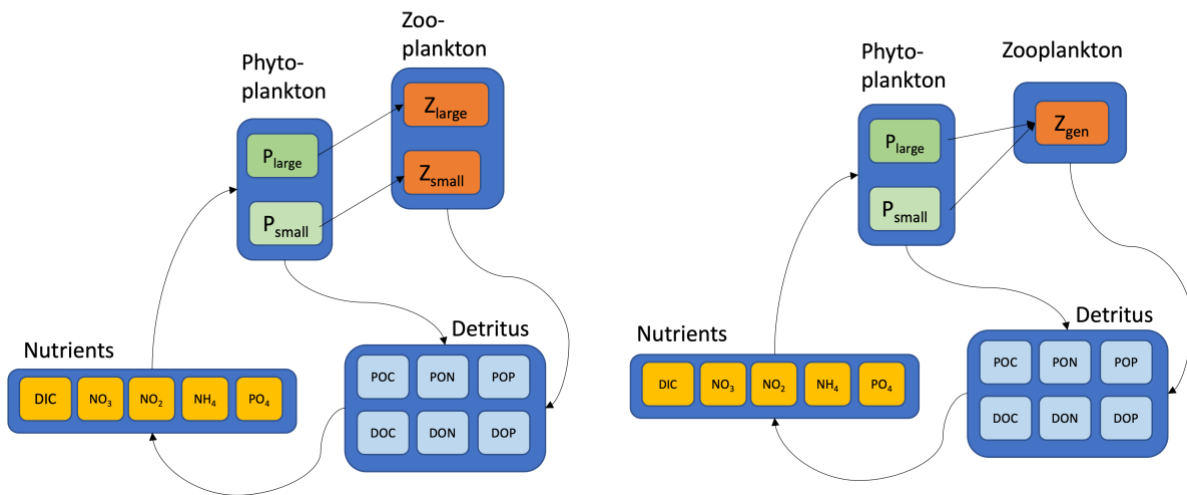 Zoo-
plankton
Phyto-
plankton
Z_large
P_large
Z_small
P_small
Nutrients
DIC NO₃ NO₂ NH₄ PO₄
Detritus
POC PON POP
DOC DON DOP
Phyto-
plankton
Zooplankton
Z_gen
P_large
P_small
Nutrients
DIC NO₃ NO₂ NH₄ PO₄
Detritus
POC PON POP
DOC DON DOP